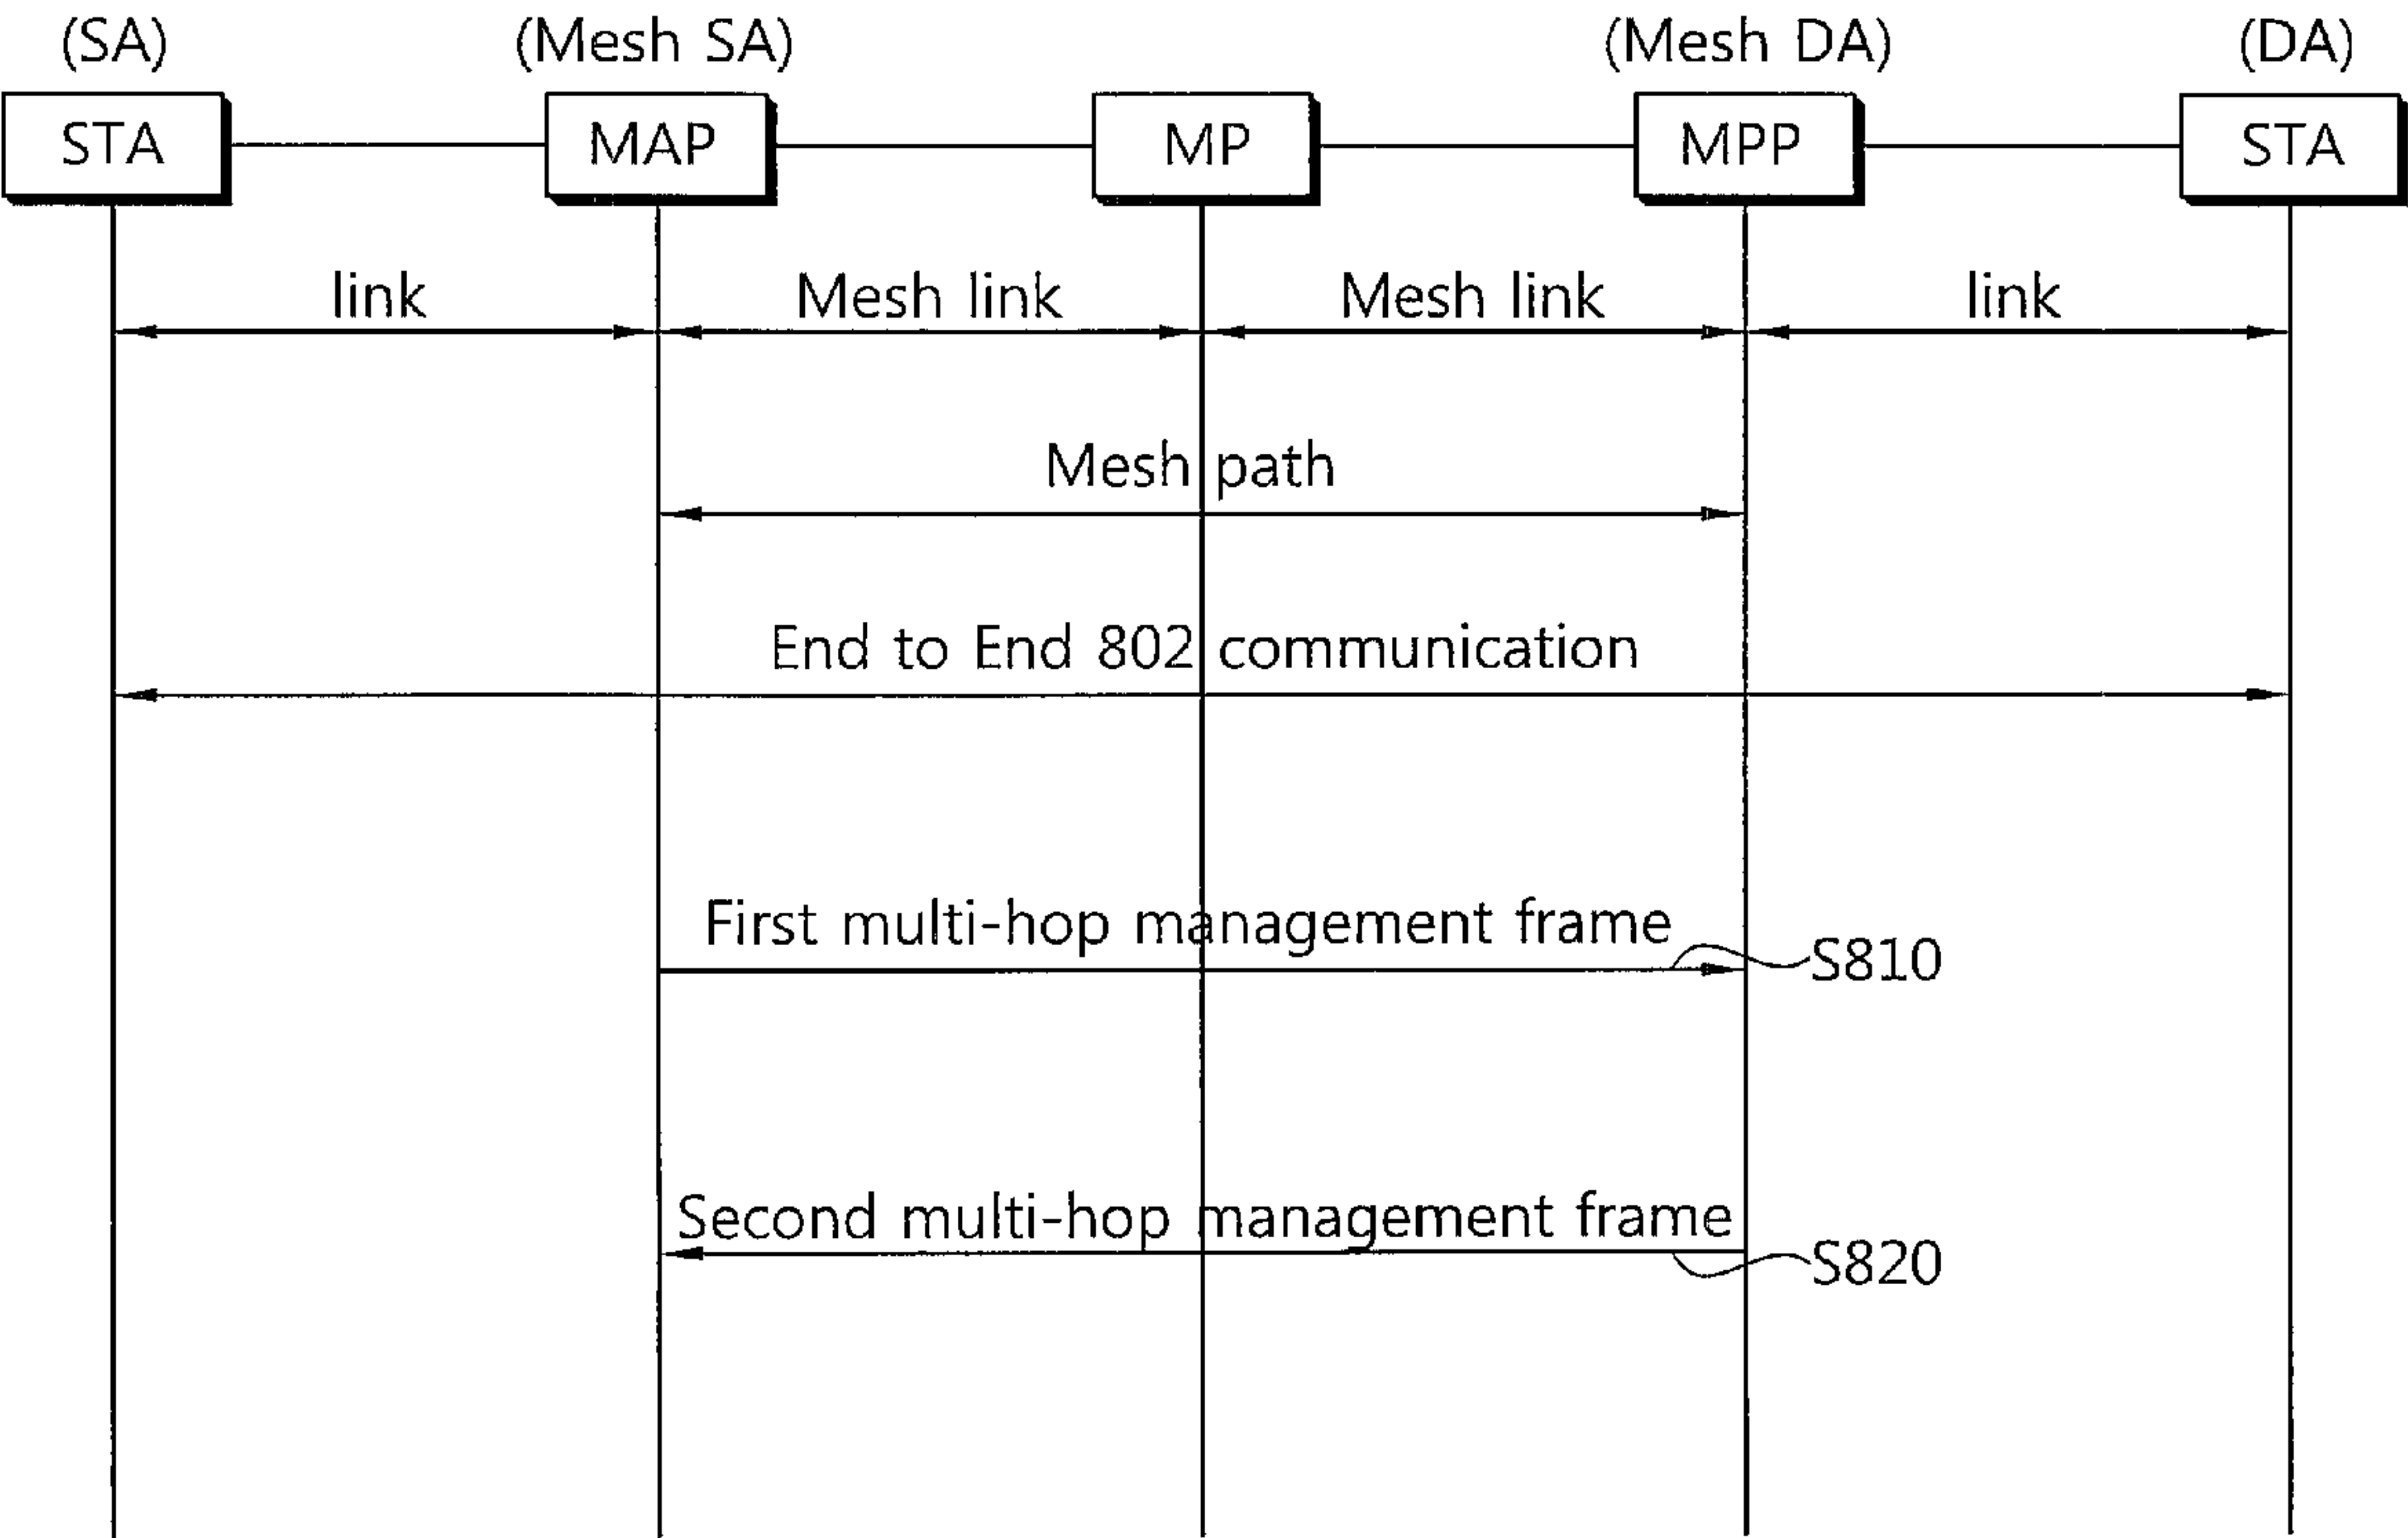 (SA) (Mesh SA) (Mesh DA) (DA)
STA MAP MP MPP STA
link Mesh link Mesh link link
Mesh path
End to End 802 communication
First multi-hop management frame
S810
Second multi-hop management frame
S820